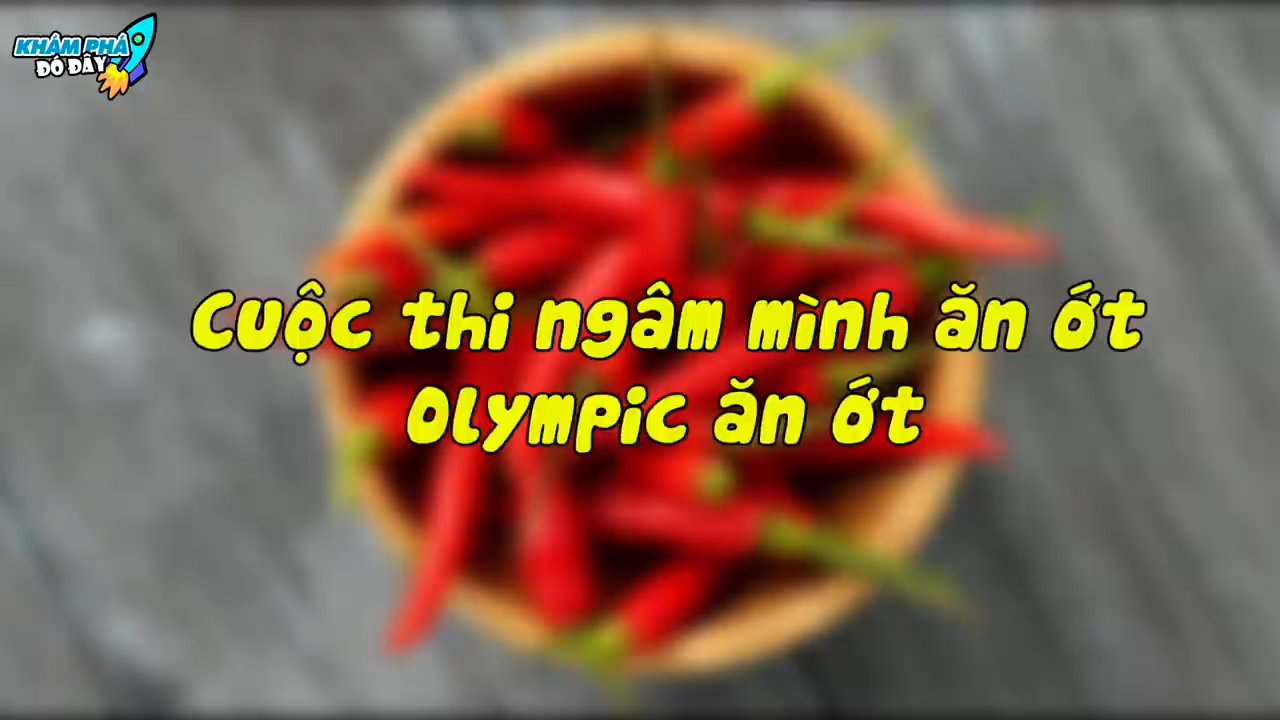 KHÁM PHÁ
ĐÓ ĐÂY
Cuộc thi ngâm mình ăn ớt
Olympic ăn ớt